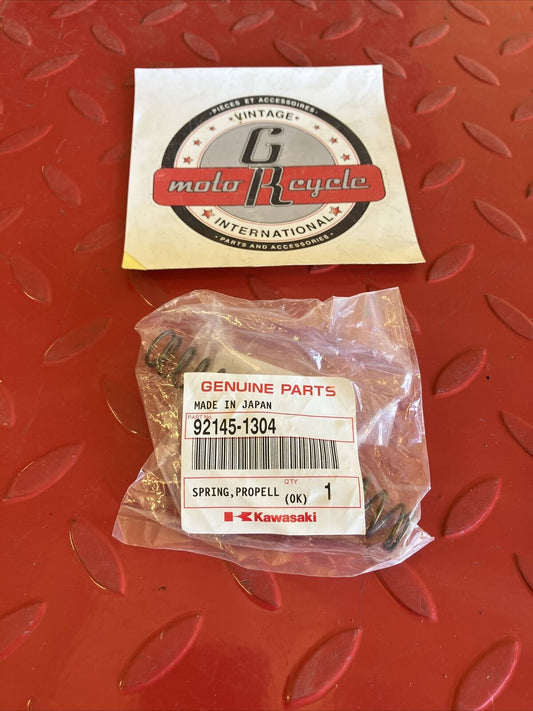 · PIÈCES ET ACCESSOIRES ·
VINTAGE
G
moto R cycle
INTERNATIONAL
· PARTS AND ACCESSORIES ·
GENUINE PARTS
MADE IN JAPAN
PART No.
92145-1304
QTY
SPRING,PROPELL (OK) 1
Kawasaki